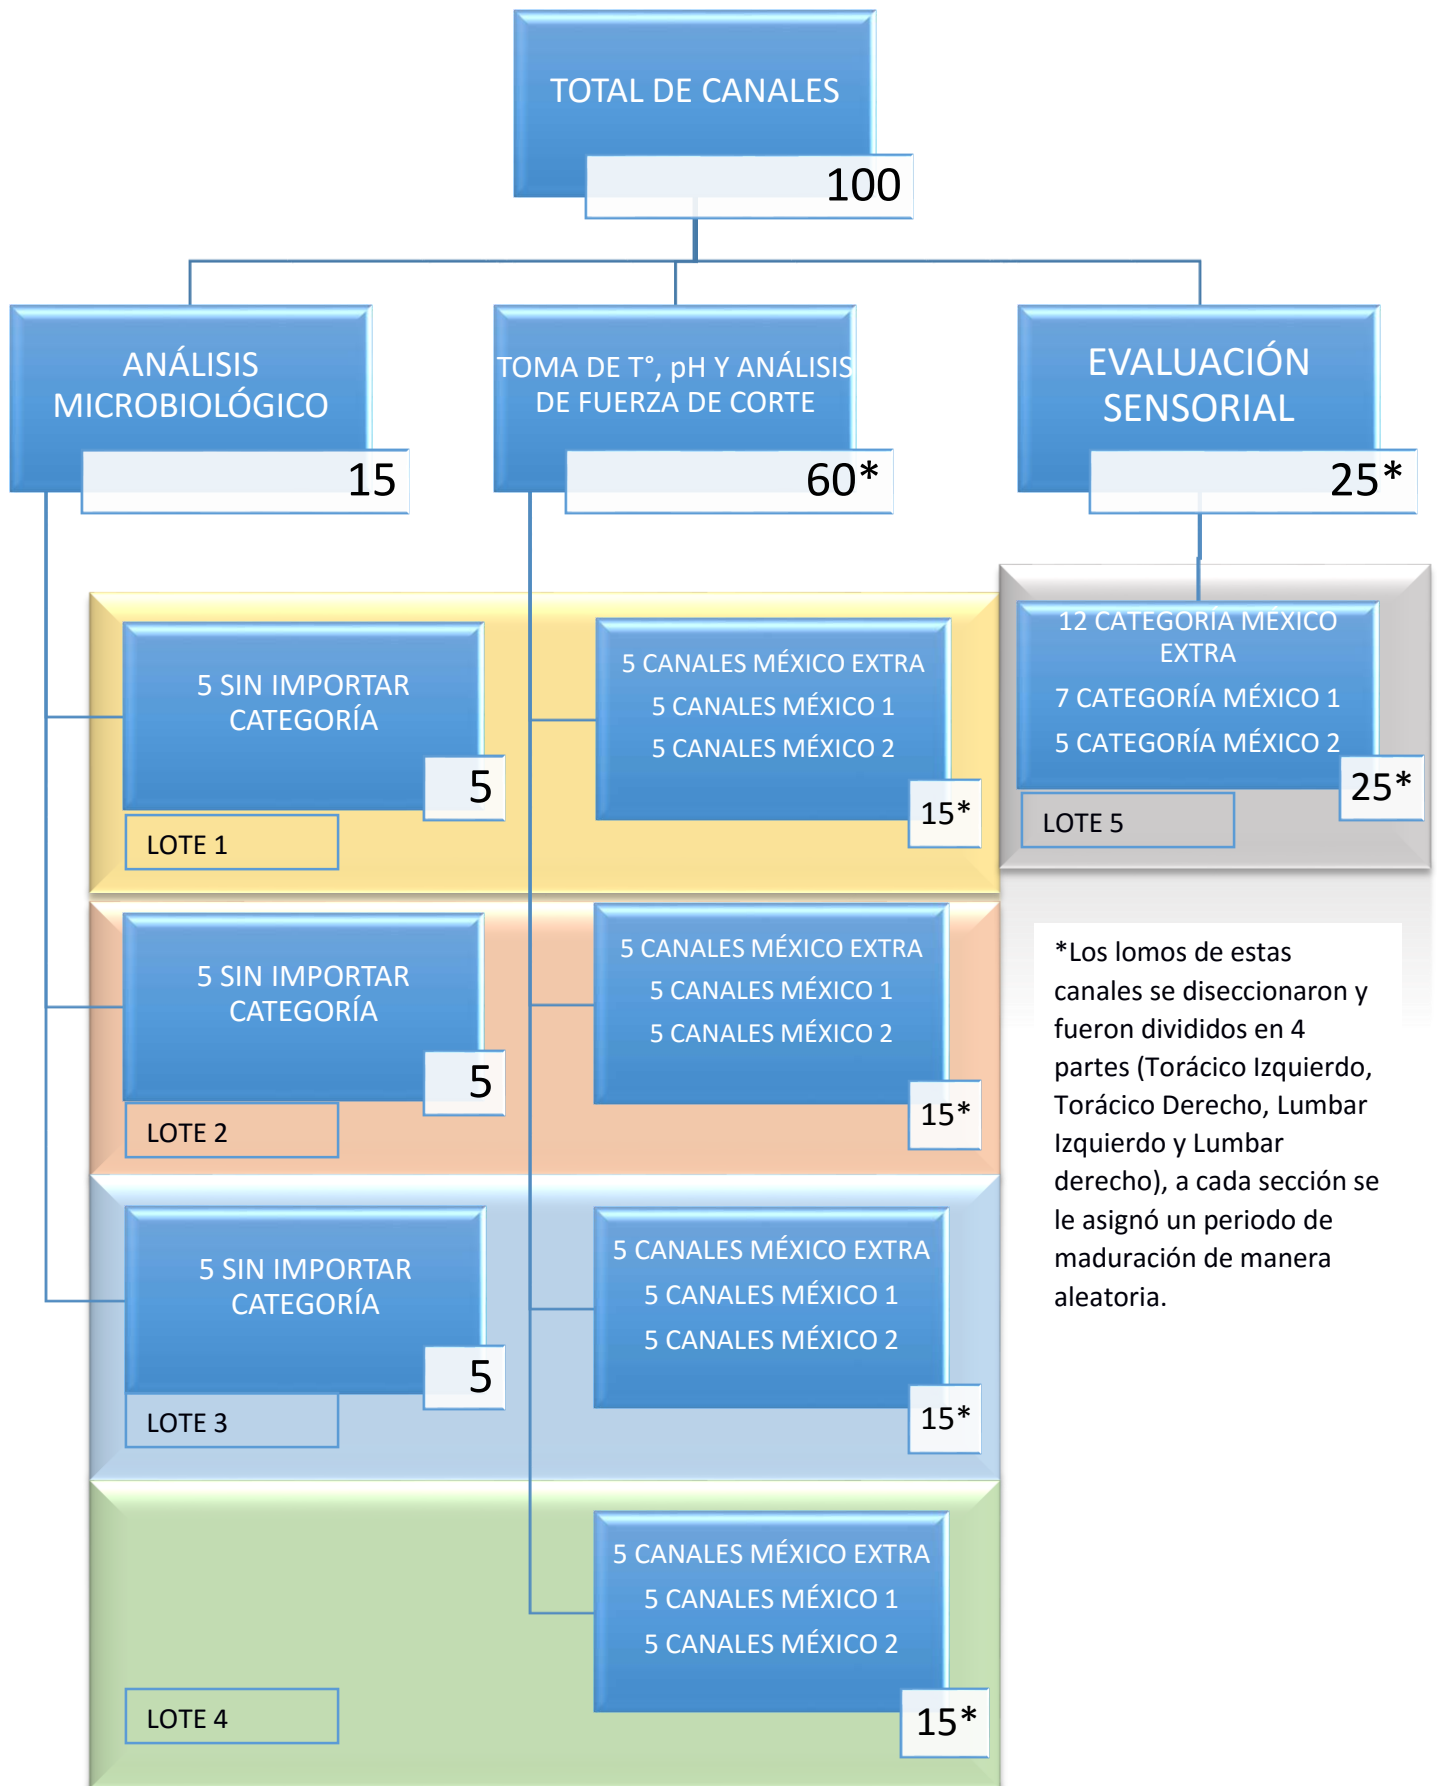 TOTAL DE CANALES
100
ANÁLISIS
MICROBIOLÓGICO
15
TOMA DE T°, pH Y ANÁLISIS
DE FUERZA DE CORTE
60*
EVALUACIÓN
SENSORIAL
25*
5 SIN IMPORTAR
CATEGORÍA
5
LOTE 1
5 CANALES MÉXICO EXTRA
5 CANALES MÉXICO 1
5 CANALES MÉXICO 2
15*
12 CATEGORÍA MÉXICO
EXTRA
7 CATEGORÍA MÉXICO 1
5 CATEGORÍA MÉXICO 2
25*
LOTE 5
5 SIN IMPORTAR
CATEGORÍA
5
LOTE 2
5 CANALES MÉXICO EXTRA
5 CANALES MÉXICO 1
5 CANALES MÉXICO 2
15*
*Los lomos de estas
canales se diseccionaron y
fueron divididos en 4
partes (Torácico Izquierdo,
Torácico Derecho, Lumbar
Izquierdo y Lumbar
derecho), a cada sección se
le asignó un periodo de
maduración de manera
aleatoria.
5 SIN IMPORTAR
CATEGORÍA
5
LOTE 3
5 CANALES MÉXICO EXTRA
5 CANALES MÉXICO 1
5 CANALES MÉXICO 2
15*
5 CANALES MÉXICO EXTRA
5 CANALES MÉXICO 1
5 CANALES MÉXICO 2
15*
LOTE 4